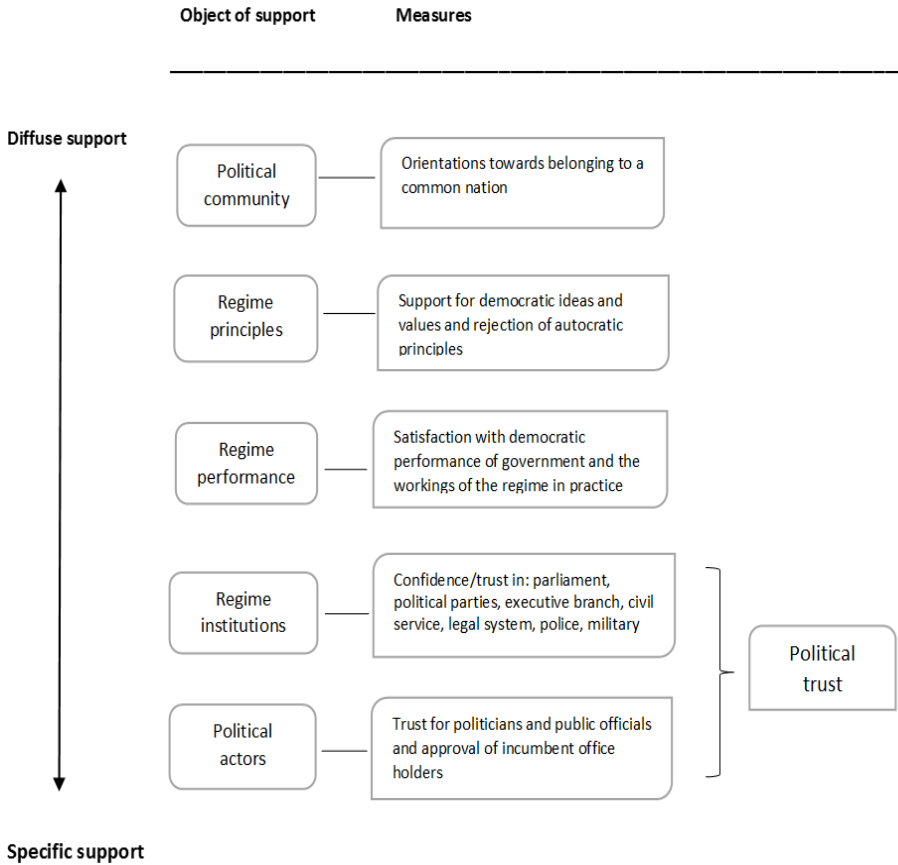 Object of support
Measures
Diffuse support
Political
community
Orientations towards belonging to a
common nation
Regime
principles
Support for democratic ideas and
values and rejection of autocratic
principles
Regime
performance
Satisfaction with democratic
performance of government and the
workings of the regime in practice
Regime
institutions
Confidence/trust in: parliament,
political parties, executive branch, civil
service, legal system, police, military
Political
trust
Political
actors
Trust for politicians and public officials
and approval of incumbent office
holders
Specific support